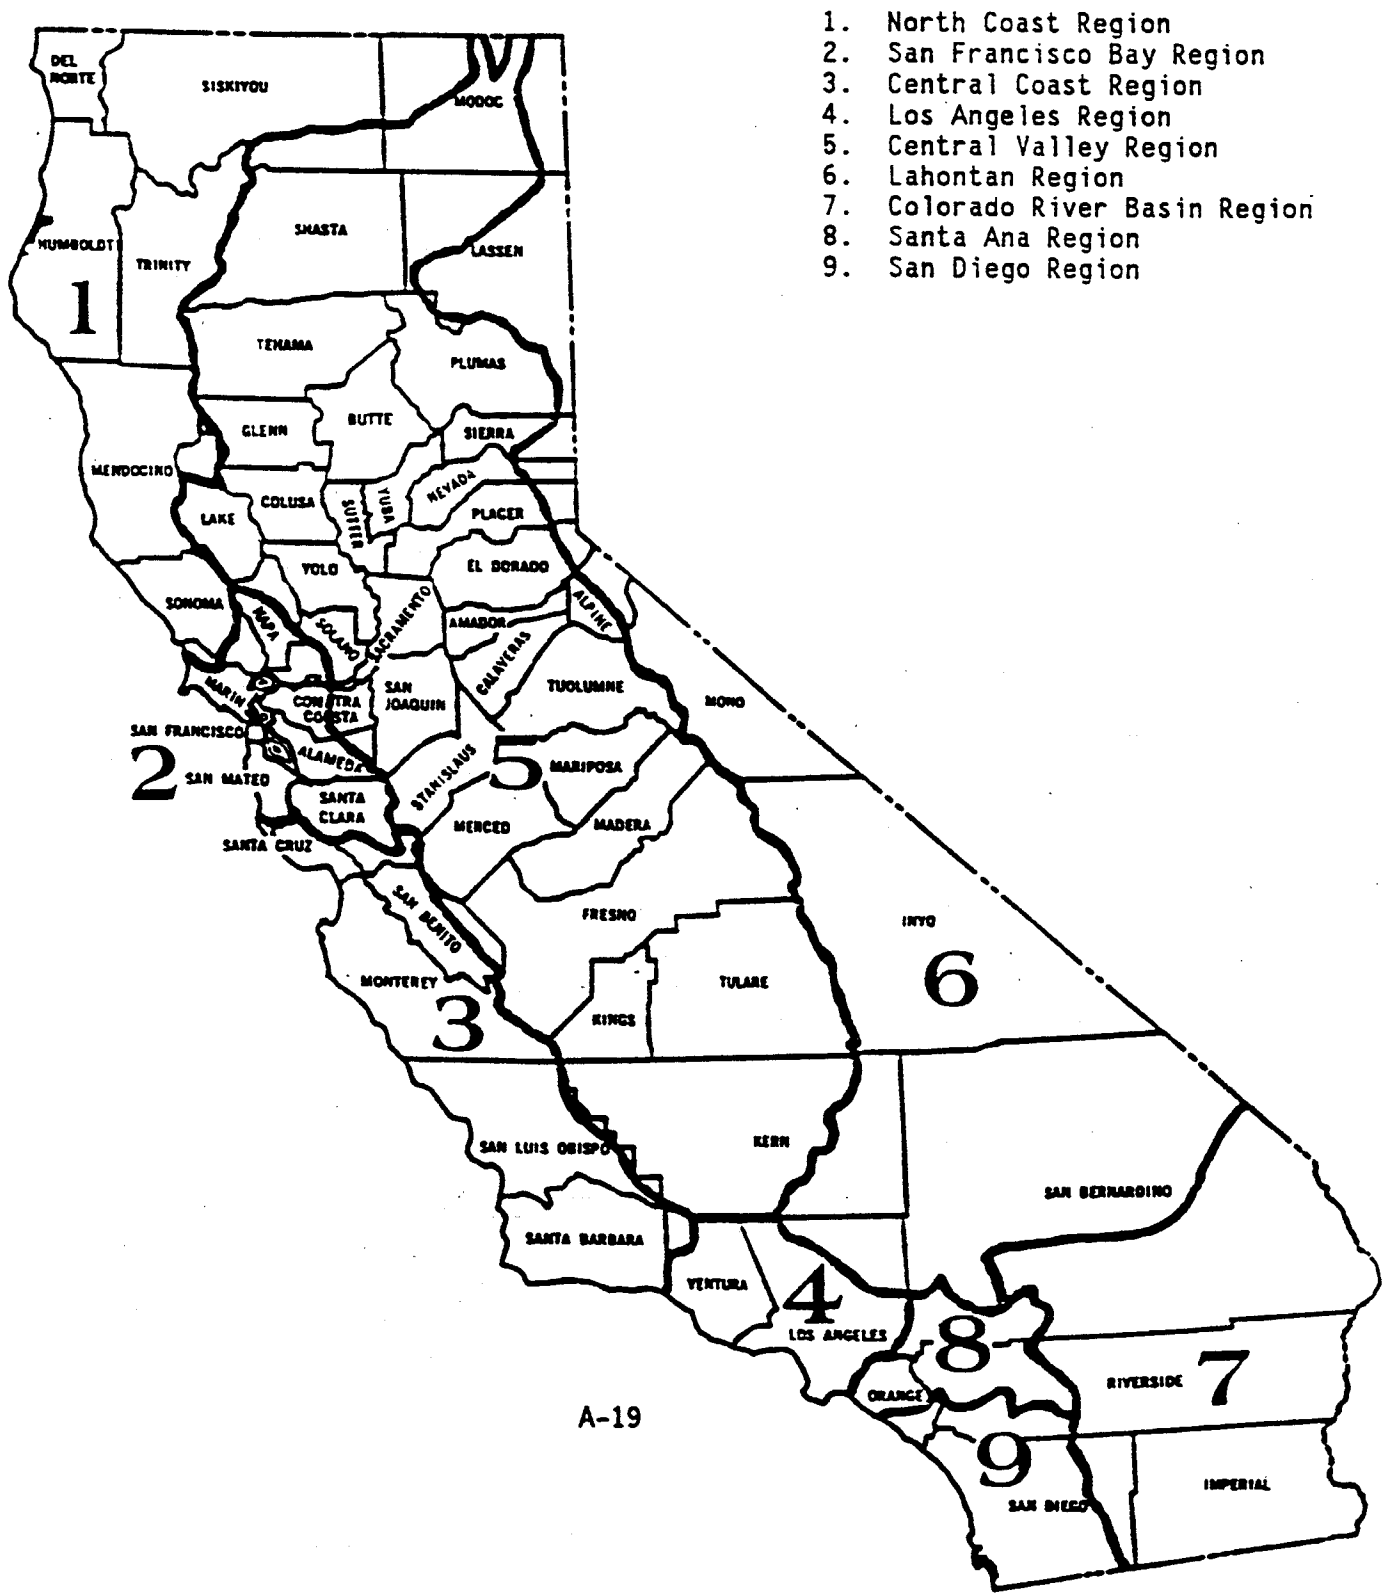 1. North Coast Region
2. San Francisco Bay Region
3. Central Coast Region
4. Los Angeles Region
5. Central Valley Region
6. Lahontan Region
7. Colorado River Basin Region
8. Santa Ana Region
9. San Diego Region
DEL
NORTE
SISKIYOU
MODOC
HUMBOLDT
TRINITY
SHASTA
LASSEN
1
TEHAMA
PLUMAS
GLENN
BUTTE
SIERRA
MENDOCINO
COLUSA
SUTTER
YUBA
NEVADA
LAKE
PLACER
YOLO
EL DORADO
SONOMA
NAPA
SOLANO
SACRAMENTO
AMADOR
ALPINE
CALAVERAS
MARIN
CONTRA
COSTA
SAN
JOAQUIN
TUOLUMNE
MONO
SAN FRANCISCO
2
ALAMEDA
STANISLAUS
5
MARIPOSA
SAN MATEO
SANTA
CLARA
MERCED
MADERA
SANTA CRUZ
SAN BENITO
FRESNO
INYO
MONTEREY
TULARE
6
3
KINGS
SAN LUIS OBISPO
KERN
SAN BERNARDINO
SANTA BARBARA
VENTURA
4
LOS ANGELES
8
ORANGE
RIVERSIDE
7
A-19
9
SAN DIEGO
IMPERIAL